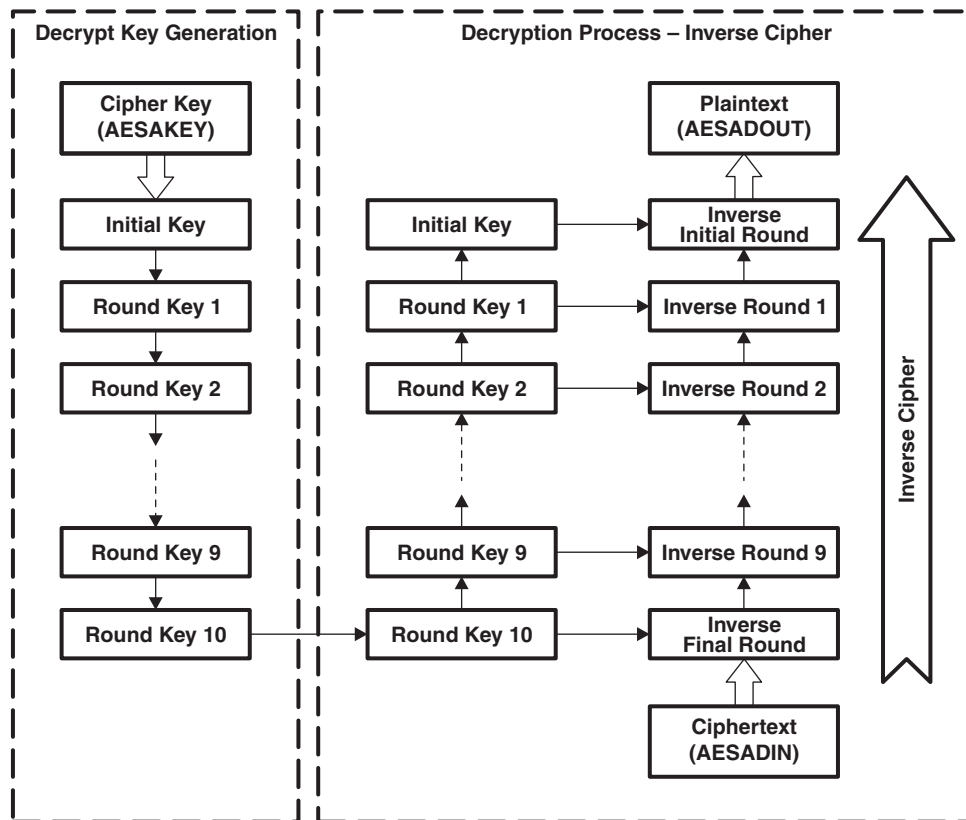 Decrypt Key Generation
Cipher Key
(AESAKEY)
Initial Key
Round Key 1
Round Key 2
Round Key 9
Round Key 10
Decryption Process – Inverse Cipher
Initial Key
Round Key 1
Round Key 2
Round Key 9
Round Key 10
Plaintext
(AESADOUT)
Inverse
Initial Round
Inverse Round 1
Inverse Round 2
Inverse Round 9
Inverse
Final Round
Ciphertext
(AESADIN)
Inverse Cipher